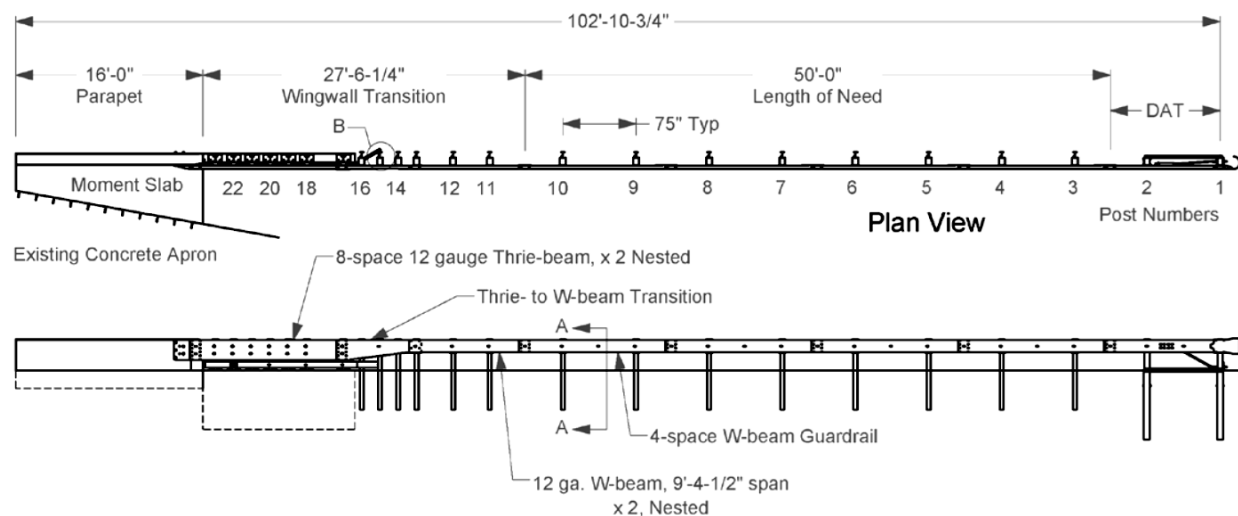 102'-10-3/4"
16'-0"
Parapet
27'-6-1/4"
Wingwall Transition
50'-0"
Length of Need
DAT
B
75" Typ
Moment Slab
22 20 18 16 14 12 11 10 9 8 7 6 5 4 3 2 1
Plan View
Post Numbers
Existing Concrete Apron
8-space 12 gauge Thrie-beam, x 2 Nested
Thrie- to W-beam Transition
A
A
4-space W-beam Guardrail
12 ga. W-beam, 9'-4-1/2" span
x 2, Nested